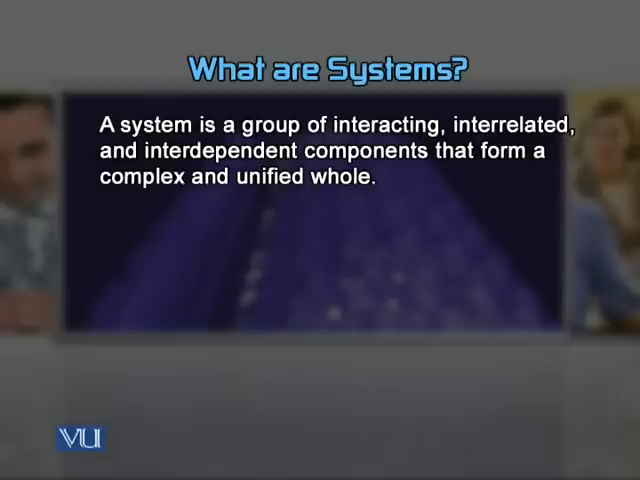 What are Systems?
A system is a group of interacting, interrelated,
and interdependent components that form a
complex and unified whole.
VU